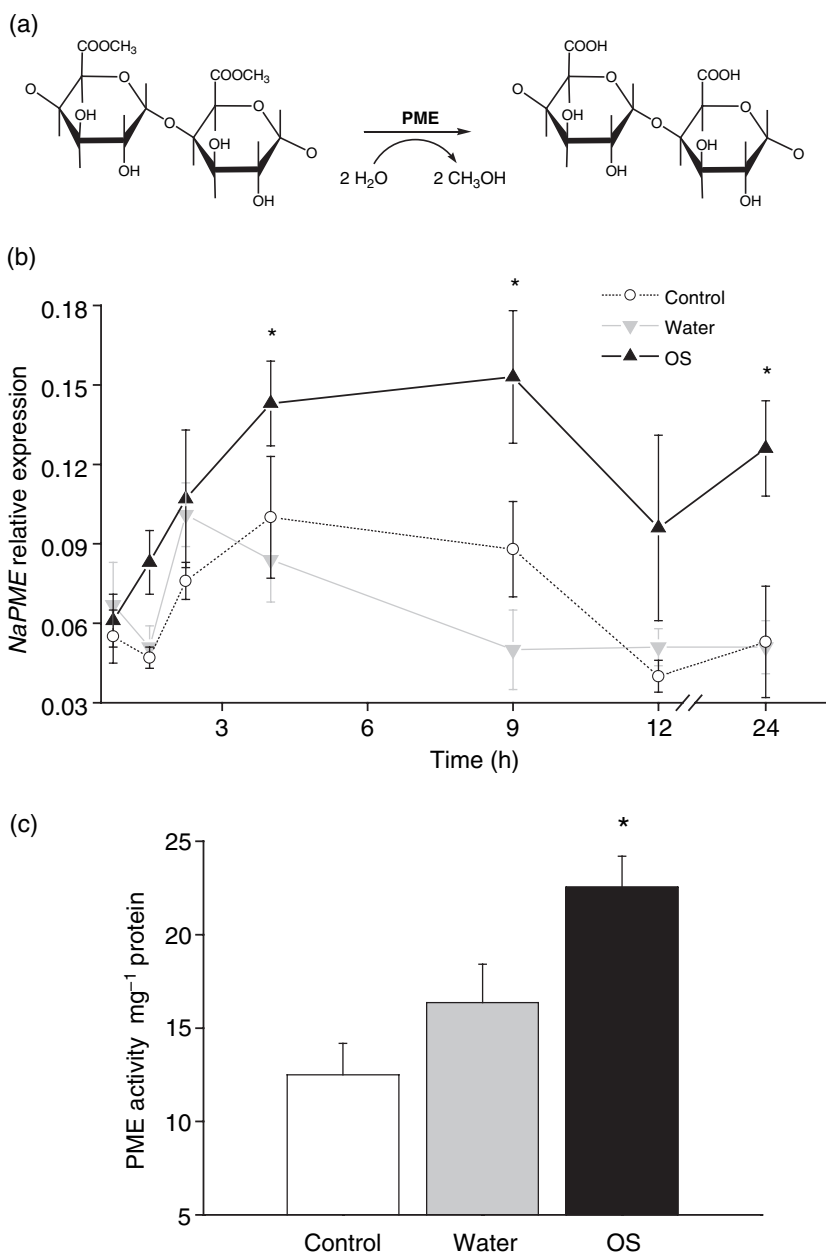 (a)
COOCH3
O
O
COOCH3
OH
O
O
OH
OH
O
OH
PME
2 H2O
2 CH3OH
COOH
O
O
COOH
OH
O
O
OH
OH
O
OH
(b)
*
*
*
Control
Water
OS
0.18
0.15
0.12
0.09
0.06
0.03
NaPME relative expression
3
6
9
12
24
Time (h)
(c)
*
25
20
15
10
5
PME activity mg–1 protein
Control
Water
OS